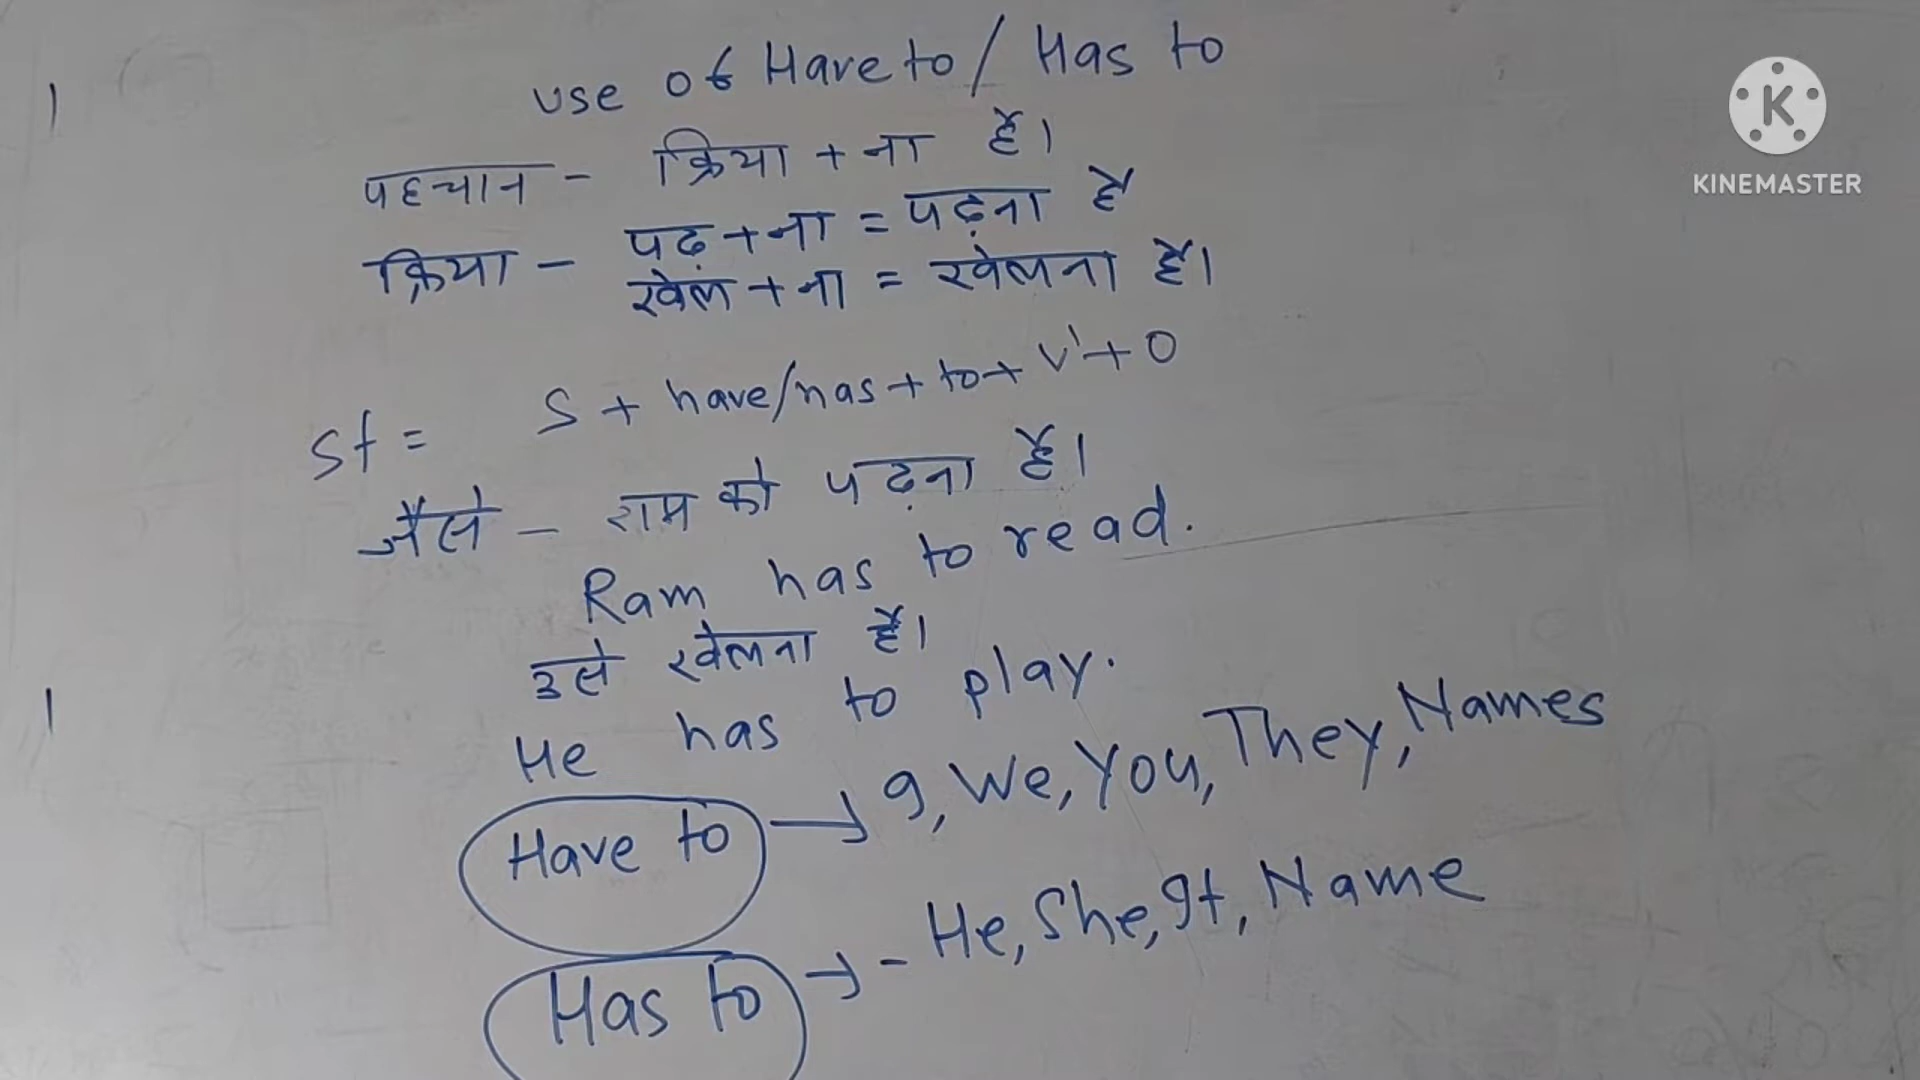 use of Have to / Has to
पहचान - क्रिया + ना है।
क्रिया - पढ़ + ना = पढ़ना है
खेल + ना = खेलना है।
St = S + have/has + to + V¹ + O
जैसे - राम को पढ़ना है।
Ram has to read.
उसे खेलना है।
He has to play.
Have to → I, We, You, They, Names
Has to → - He, She, It, Name
K
KINEMASTER